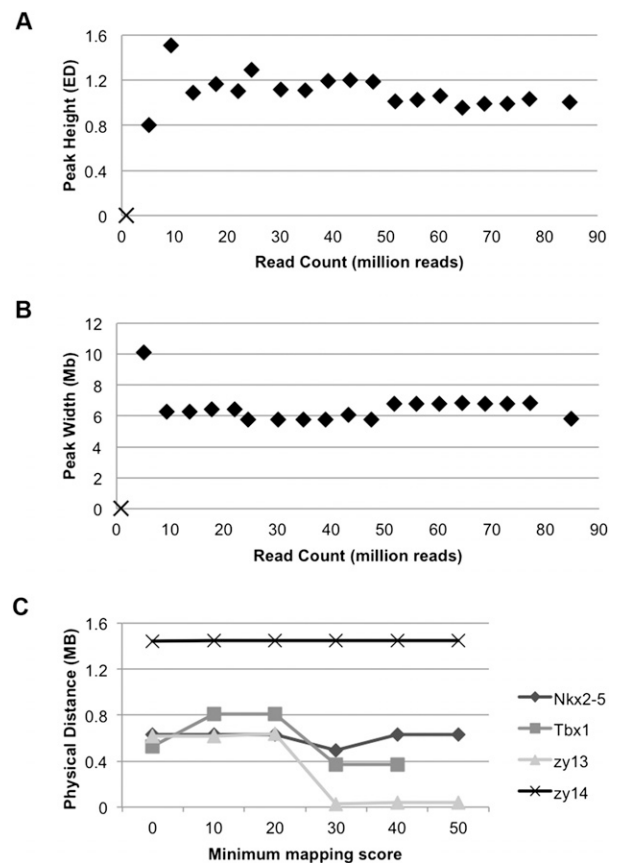 A
Peak Height (ED)
1.6
1.2
0.8
0.4
0
0 10 20 30 40 50 60 70 80 90
Read Count (million reads)
B
Peak Width (Mb)
12
10
8
6
4
2
0
0 10 20 30 40 50 60 70 80 90
Read Count (million reads)
C
Physical Distance (MB)
1.6
1.2
0.8
0.4
0
0 10 20 30 40 50
Minimum mapping score
Nkx2-5
Tbx1
zy13
zy14